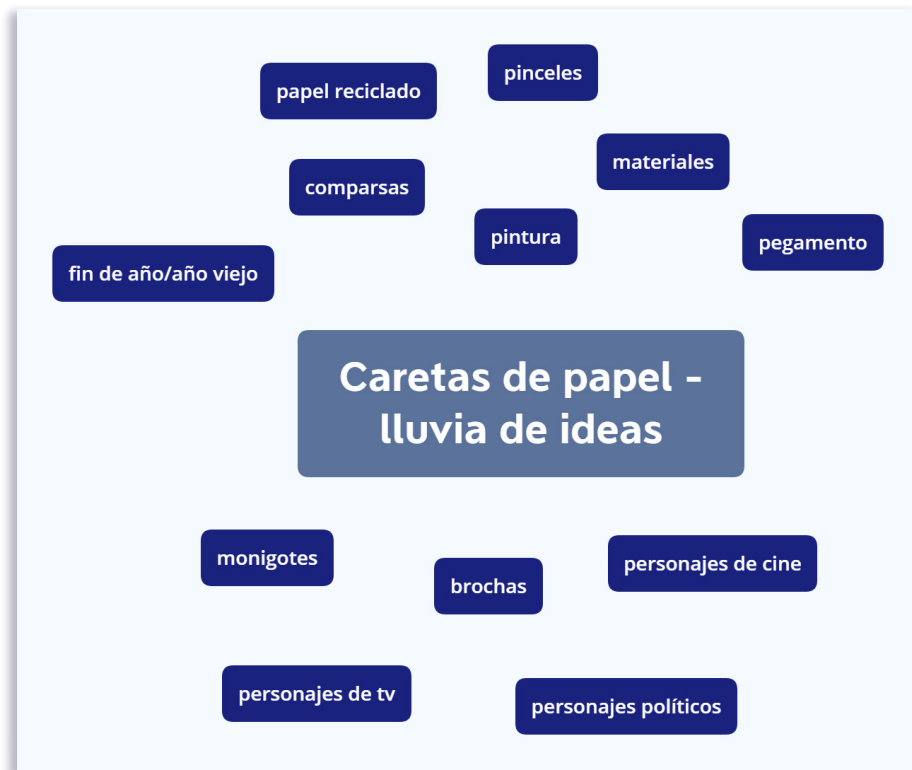 pinceles
papel reciclado
materiales
comparsas
pintura
pegamento
fin de año/año viejo
Caretas de papel -
lluvia de ideas
monigotes
brochas
personajes de cine
personajes de tv
personajes políticos